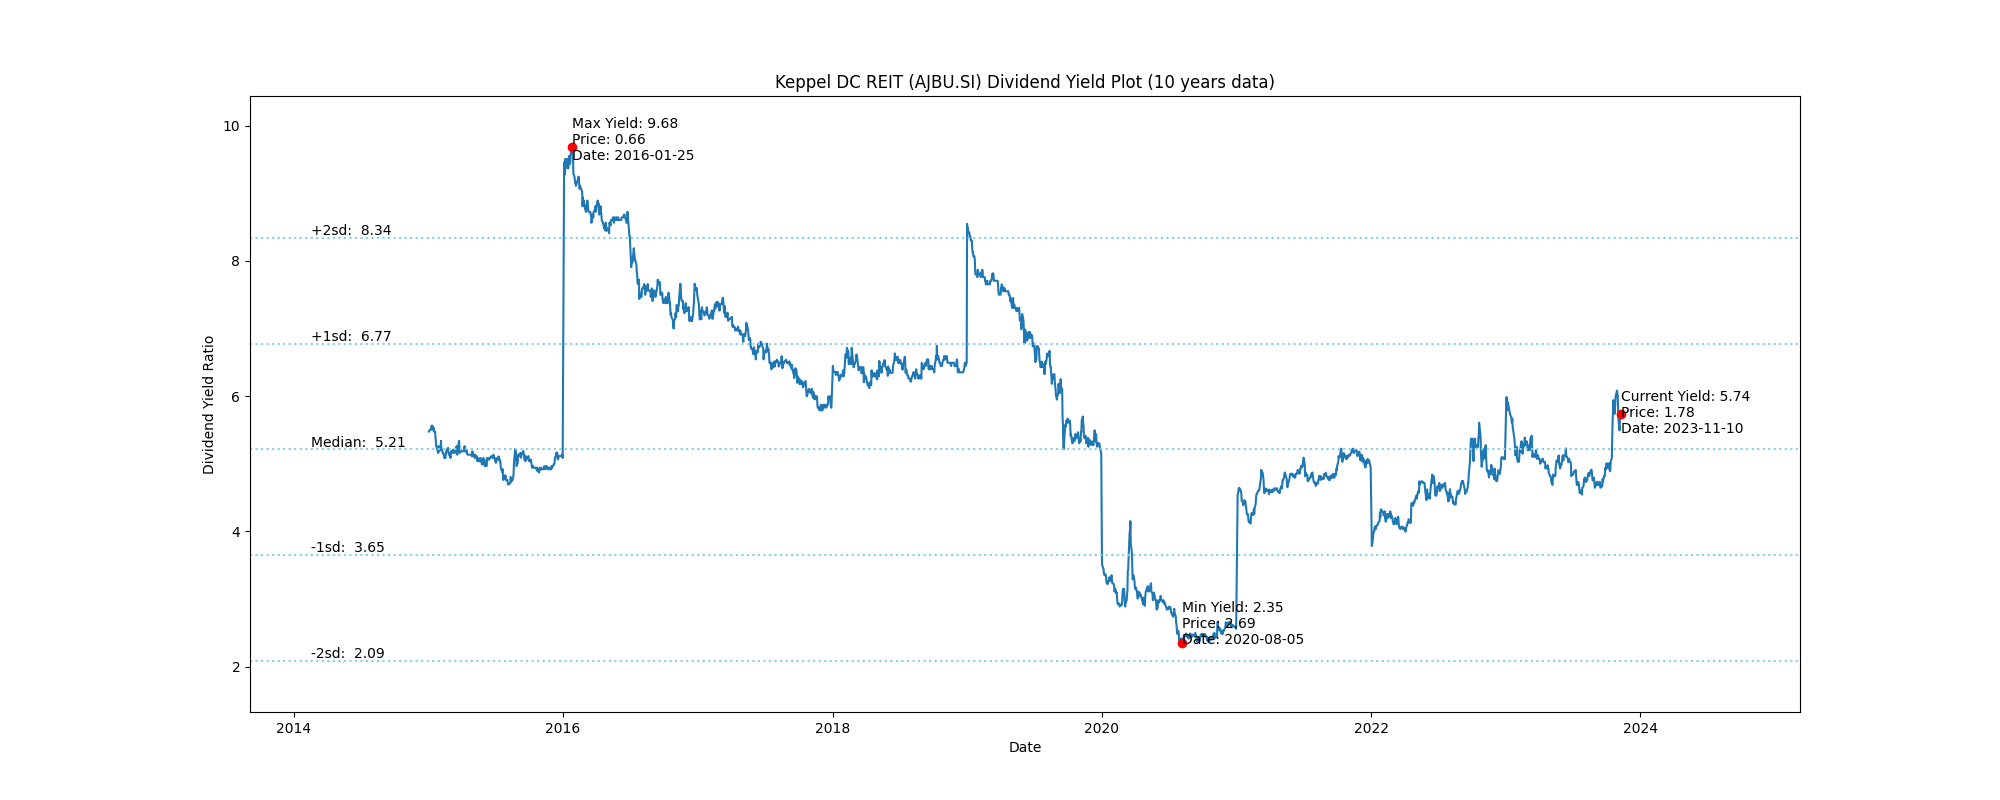 Keppel DC REIT (AJBU.SI) Dividend Yield Plot (10 years data)
Dividend Yield Ratio
10
8
6
4
2
Max Yield: 9.68
Price: 0.66
Date: 2016-01-25
+2sd: 8.34
+1sd: 6.77
Median: 5.21
-1sd: 3.65
-2sd: 2.09
Current Yield: 5.74
Price: 1.78
Date: 2023-11-10
Min Yield: 2.35
Price: 2.69
Date: 2020-08-05
2014
2016
2018
2020
2022
2024
Date